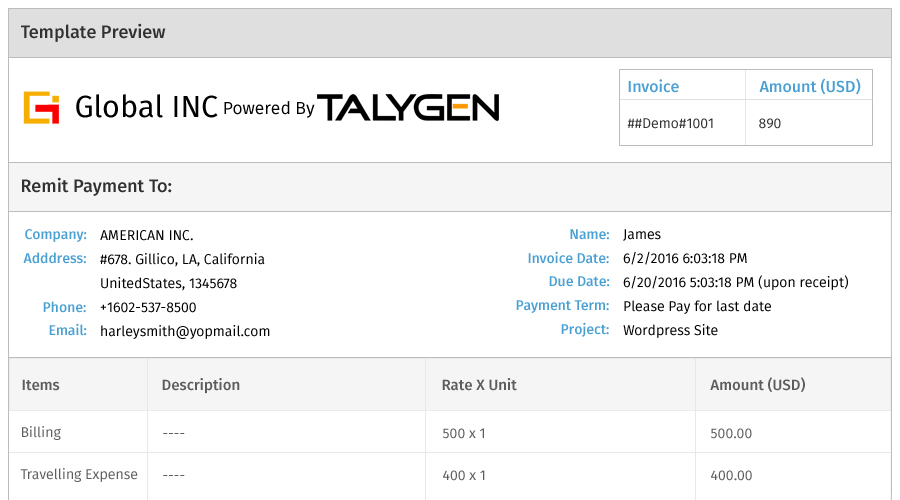 Template Preview
Global INC Powered By TALYGEN
Invoice Amount (USD)
##Demo#1001 890
Remit Payment To:
Company: AMERICAN INC.
Adddress: #678. Gillico, LA, California
UnitedStates, 1345678
Phone: +1602-537-8500
Email: harleysmith@yopmail.com
Name: James
Invoice Date: 6/2/2016 6:03:18 PM
Due Date: 6/20/2016 5:03:18 PM (upon receipt)
Payment Term: Please Pay for last date
Project: Wordpress Site
Items Description Rate X Unit Amount (USD)
Billing ---- 500 x 1 500.00
Travelling Expense ---- 400 x 1 400.00